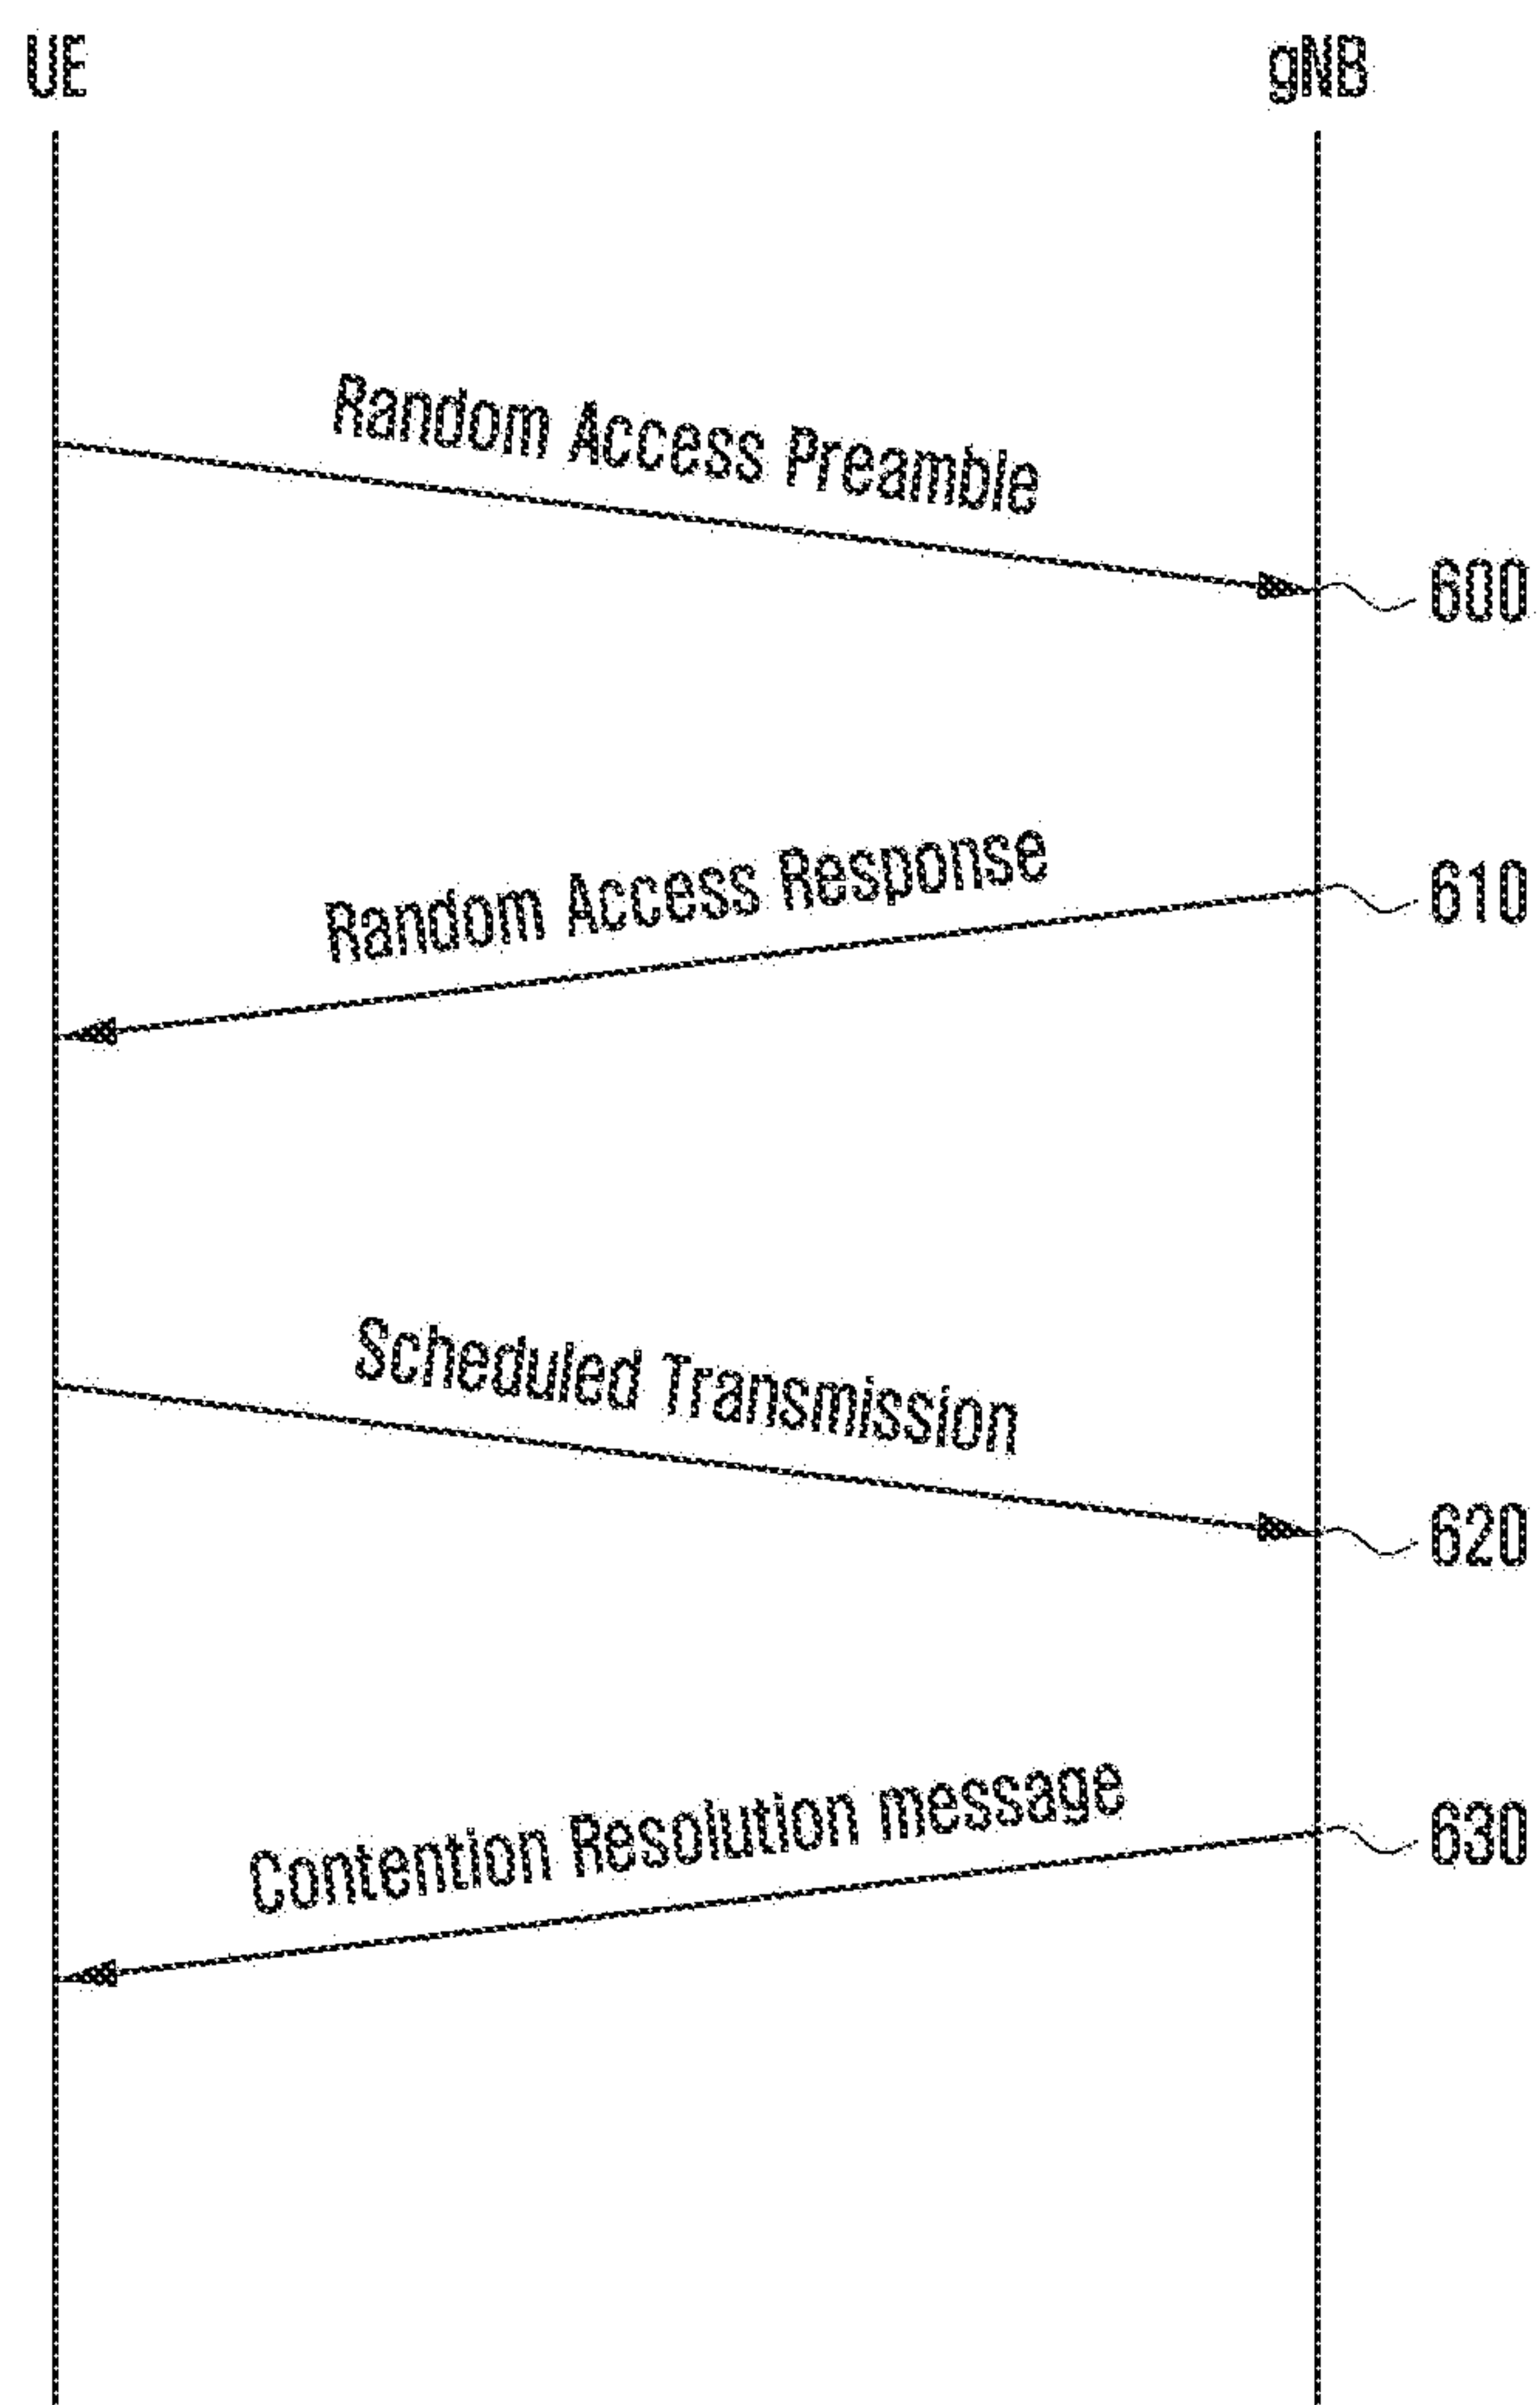 UE
gNB
Random Access Preamble
600
Random Access Response
610
Scheduled Transmission
620
Contention Resolution message
630